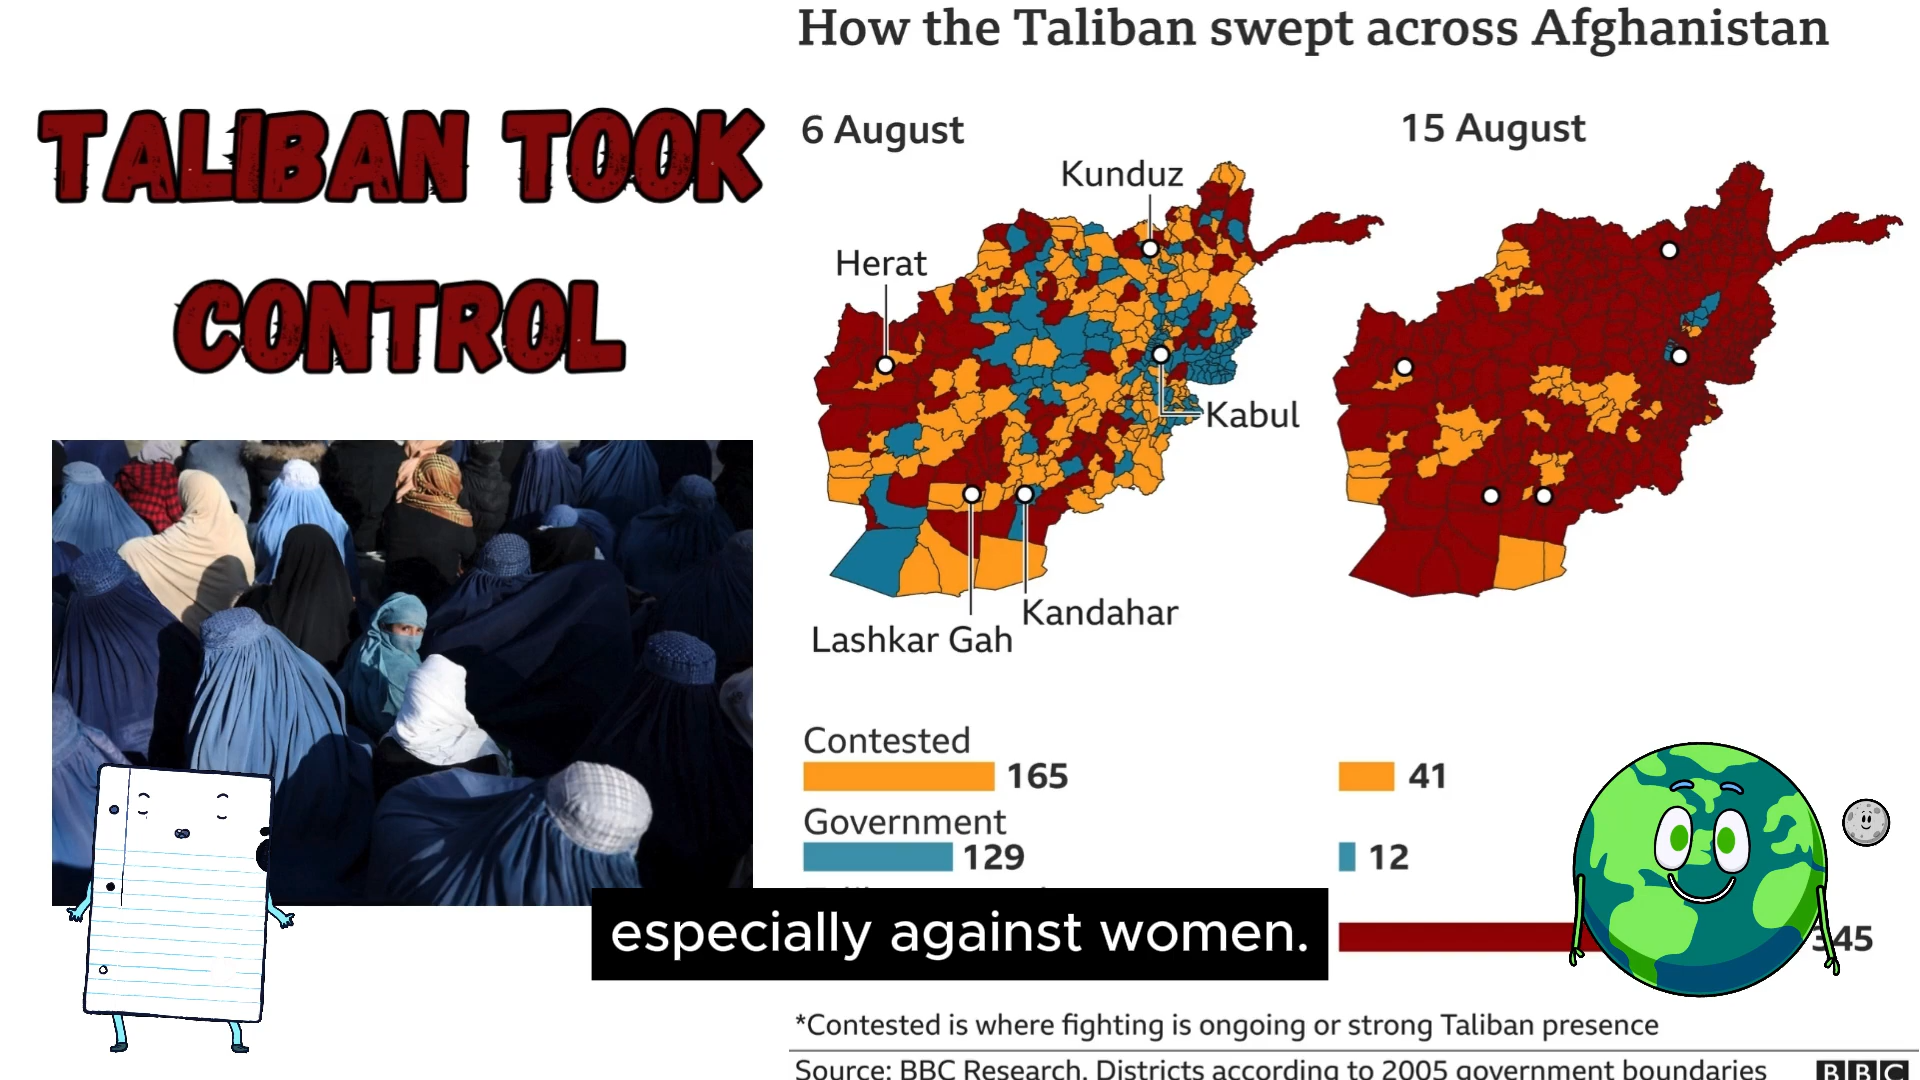 How the Taliban swept across Afghanistan
TALIBAN TOOK
CONTROL
6 August
15 August
Kunduz
Herat
Kabul
Kandahar
Lashkar Gah
Contested
165
41
Government
129
12
especially against women.
345
*Contested is where fighting is ongoing or strong Taliban presence
Source: BBC Research. Districts according to 2005 government boundaries
BBC